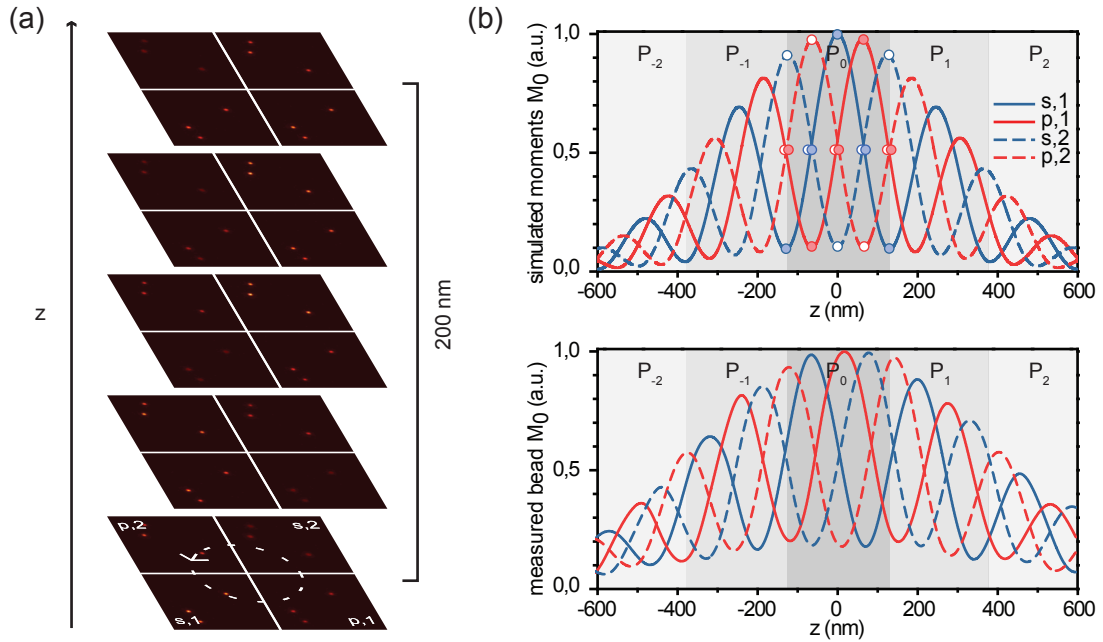 (a)
z
200 nm
p,2
s,2
s,1
p,1
(b)
simulated moments M0 (a.u.)
1,0
0,5
0,0
P-2
P-1
P0
P1
P2
s,1
p,1
s,2
p,2
-600
-400
-200
0
200
400
600
z (nm)
measured bead M0 (a.u.)
1,0
0,5
0,0
P-2
P-1
P0
P1
P2
-600
-400
-200
0
200
400
600
z (nm)